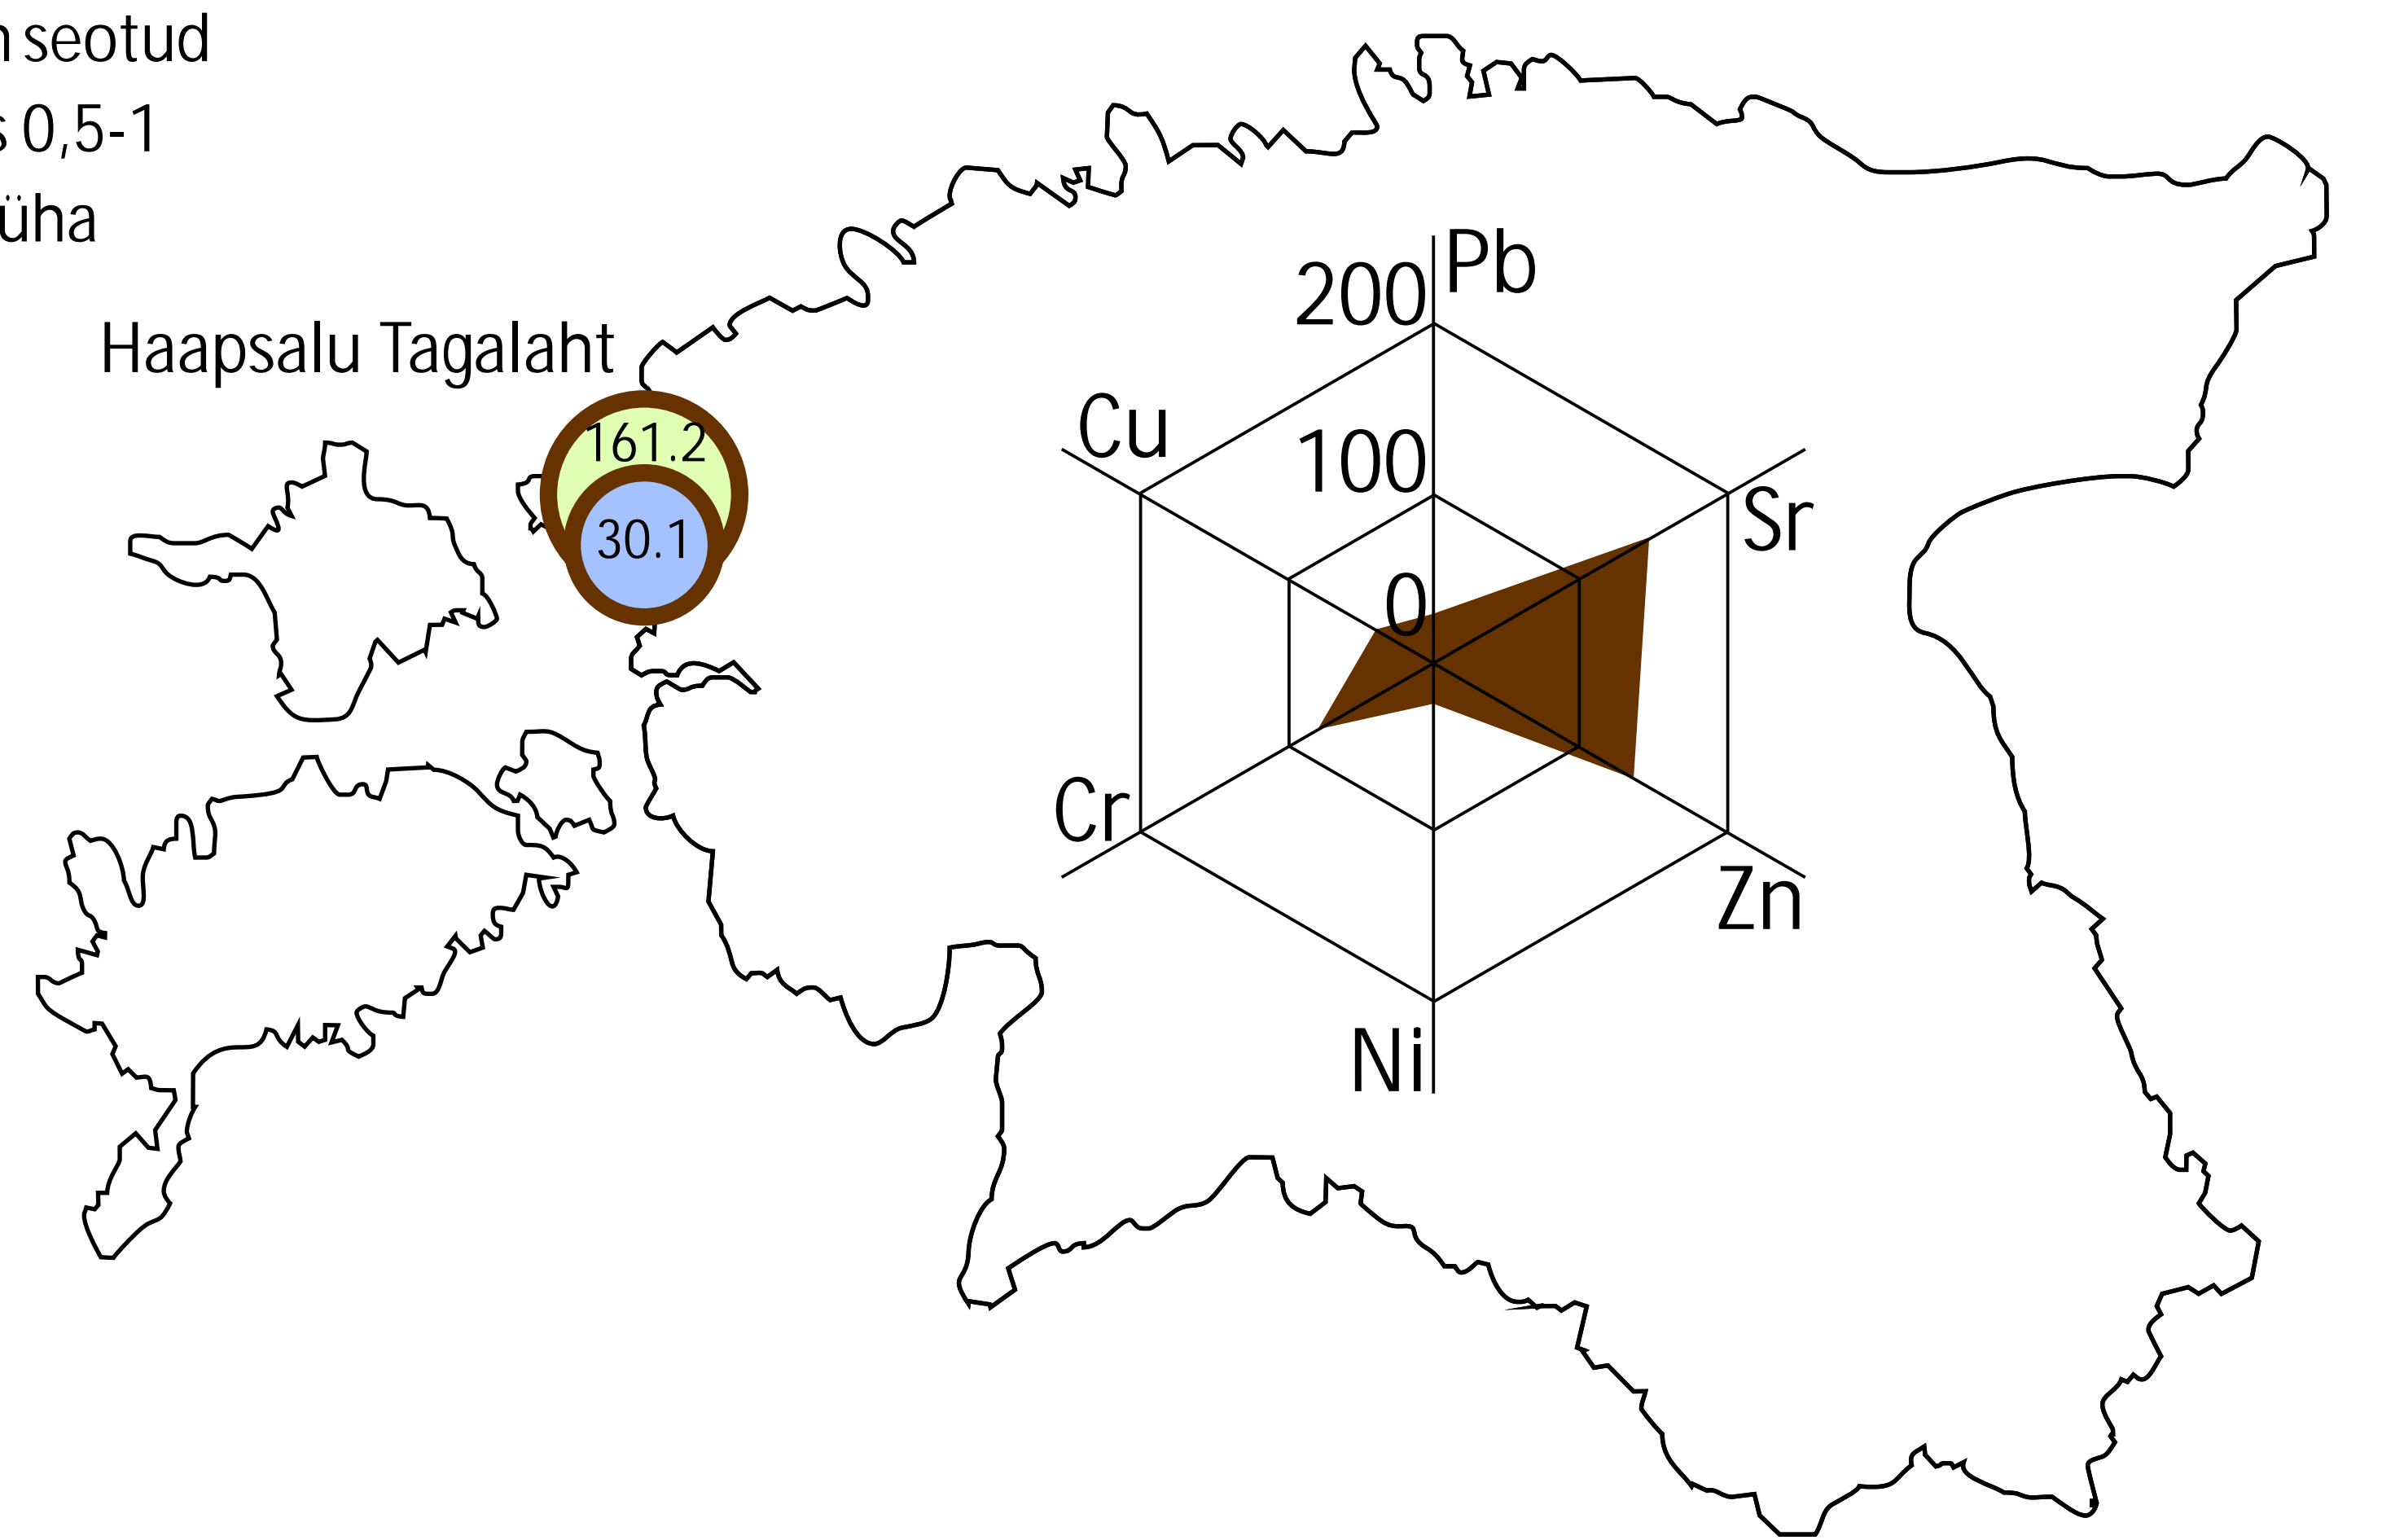 seotud
0,5-1
üha
Haapsalu Tagalaht
161.2
30.1
Pb
200
Cu
100
Sr
0
Cr
Zn
Ni